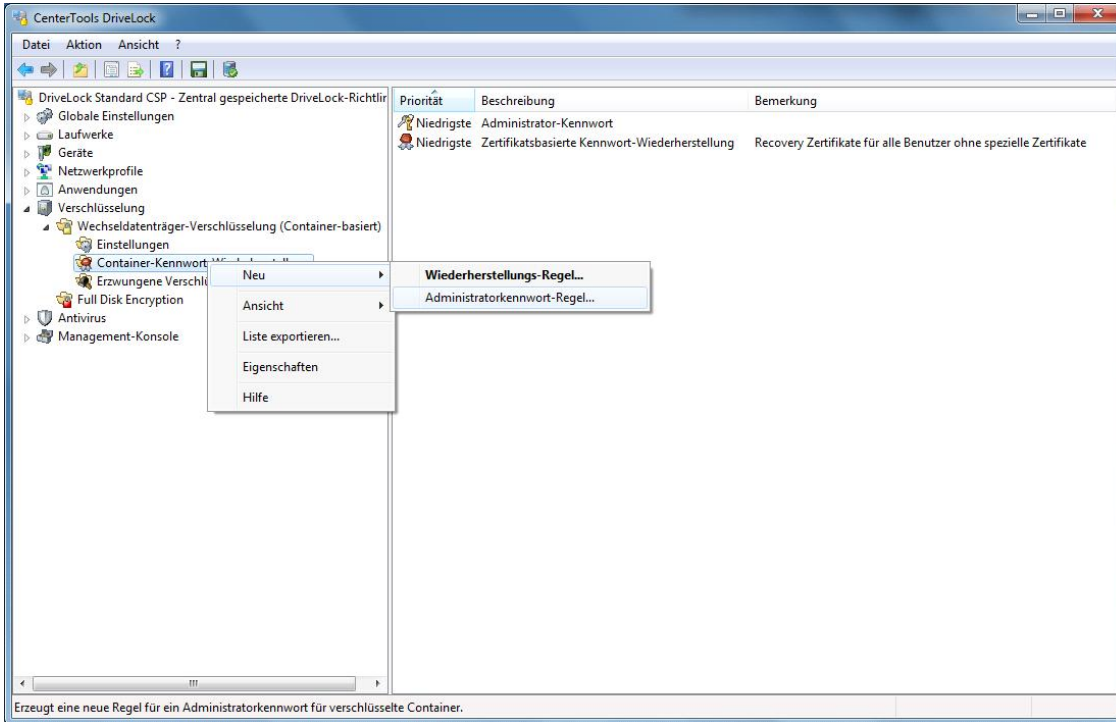 CenterTools DriveLock
Datei Aktion Ansicht ?
DriveLock Standard CSP - Zentral gespeicherte DriveLock-Richtlir
Globale Einstellungen
Laufwerke
Geräte
Netzwerkprofile
Anwendungen
Verschlüsselung
Wechseldatenträger-Verschlüsselung (Container-basiert)
Einstellungen
Container-Kennwort
Erzwungene Verschlü
Full Disk Encryption
Antivirus
Management-Konsole
Neu
Ansicht
Liste exportieren...
Eigenschaften
Hilfe
Wiederherstellungs-Regel...
Administratorkennwort-Regel...
Priorität Beschreibung Bemerkung
Niedrigste Administrator-Kennwort
Niedrigste Zertifikatsbasierte Kennwort-Wiederherstellung Recovery Zertifikate für alle Benutzer ohne spezielle Zertifikate
Erzeugt eine neue Regel für ein Administratorkennwort für verschlüsselte Container.